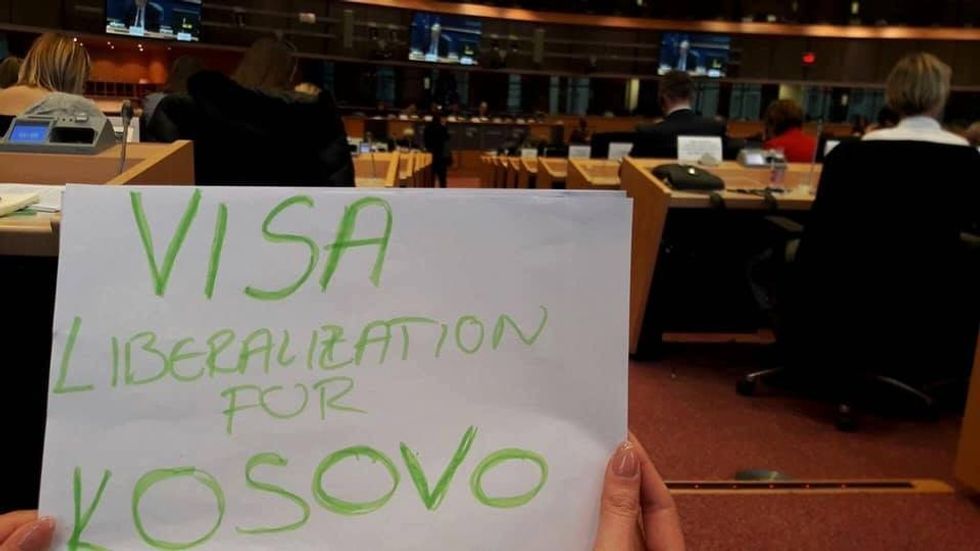 VISA
LIBERALIZATION
FOR
KOSOVO